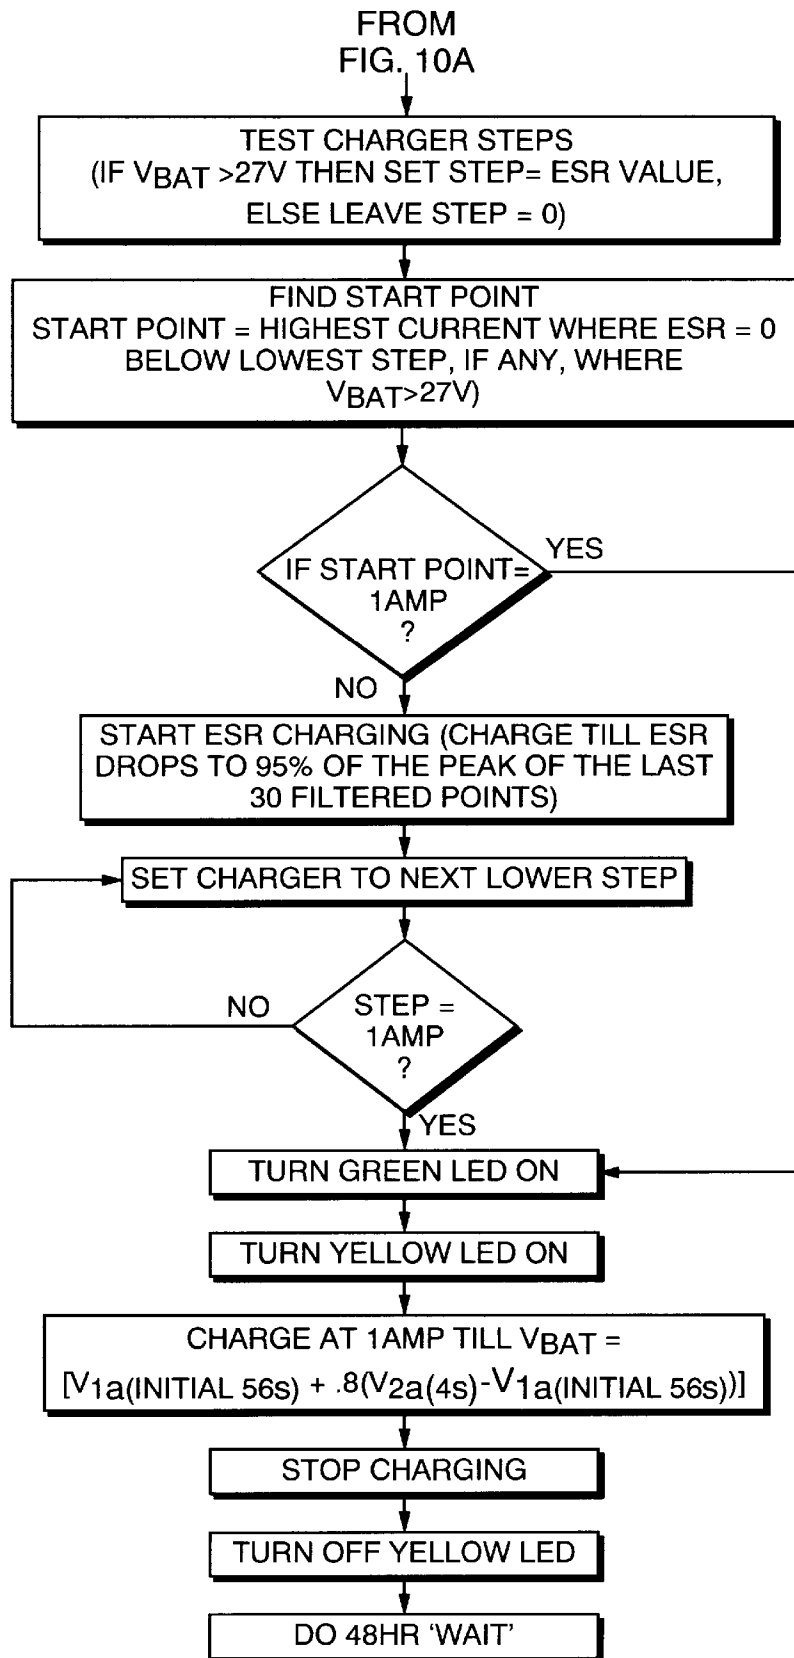 FROM
FIG. 10A
TEST CHARGER STEPS
(IF VBAT >27V THEN SET STEP= ESR VALUE,
ELSE LEAVE STEP = 0)
FIND START POINT
START POINT = HIGHEST CURRENT WHERE ESR = 0
BELOW LOWEST STEP, IF ANY, WHERE
VBAT>27V)
IF START POINT=
1AMP
?
YES
NO
START ESR CHARGING (CHARGE TILL ESR
DROPS TO 95% OF THE PEAK OF THE LAST
30 FILTERED POINTS)
SET CHARGER TO NEXT LOWER STEP
STEP =
1AMP
?
NO
YES
TURN GREEN LED ON
TURN YELLOW LED ON
CHARGE AT 1AMP TILL VBAT =
[V1a(INITIAL 56s) + .8(V2a(4s)-V1a(INITIAL 56s))]
STOP CHARGING
TURN OFF YELLOW LED
DO 48HR 'WAIT'